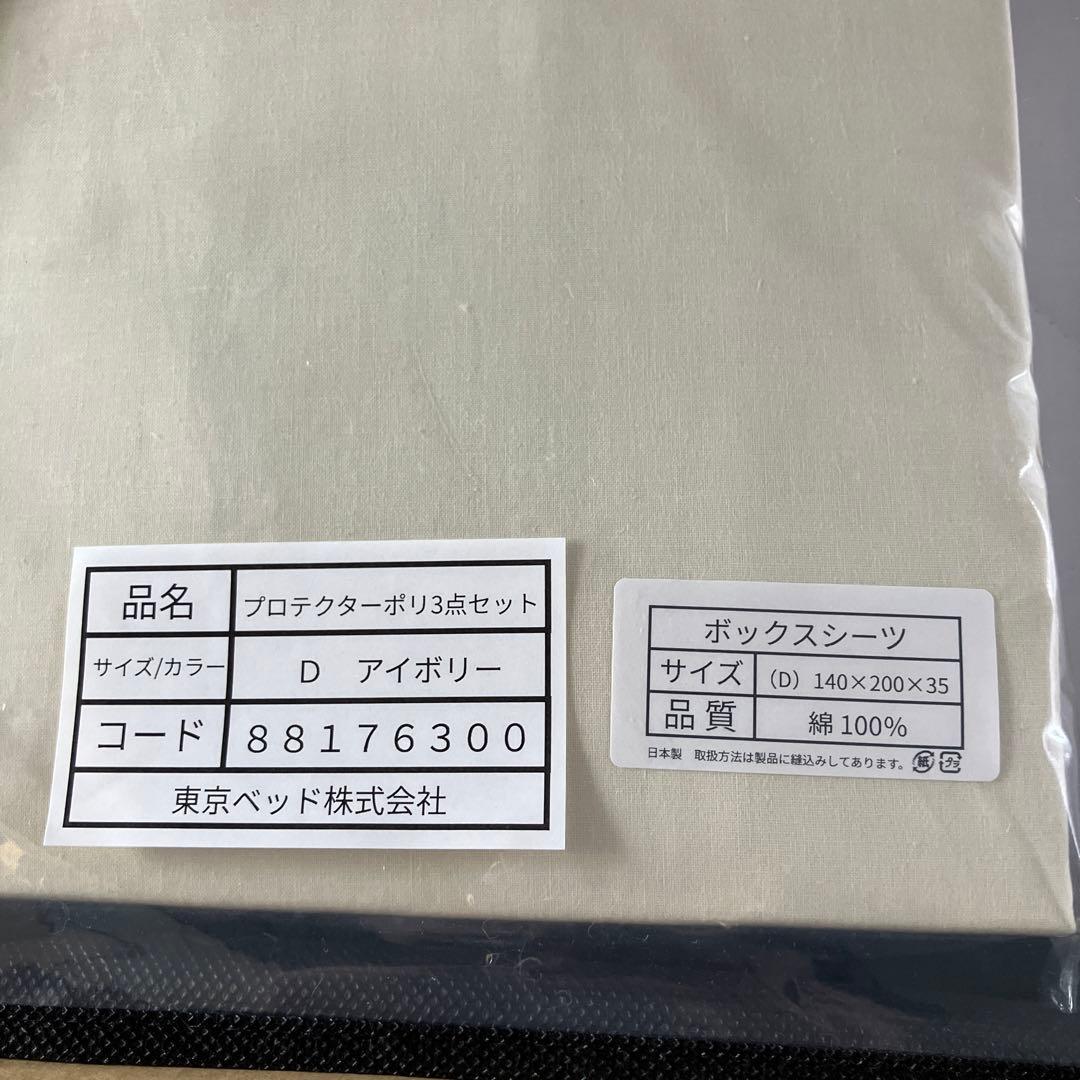 品名 プロテクターポリ3点セット
サイズ/カラー D アイボリー
コード 88176300
東京ベッド株式会社
ボックスシーツ
サイズ (D) 140×200×35
品質 綿100%
日本製 取扱方法は製品に縫込みしてあります。 紙 プラ